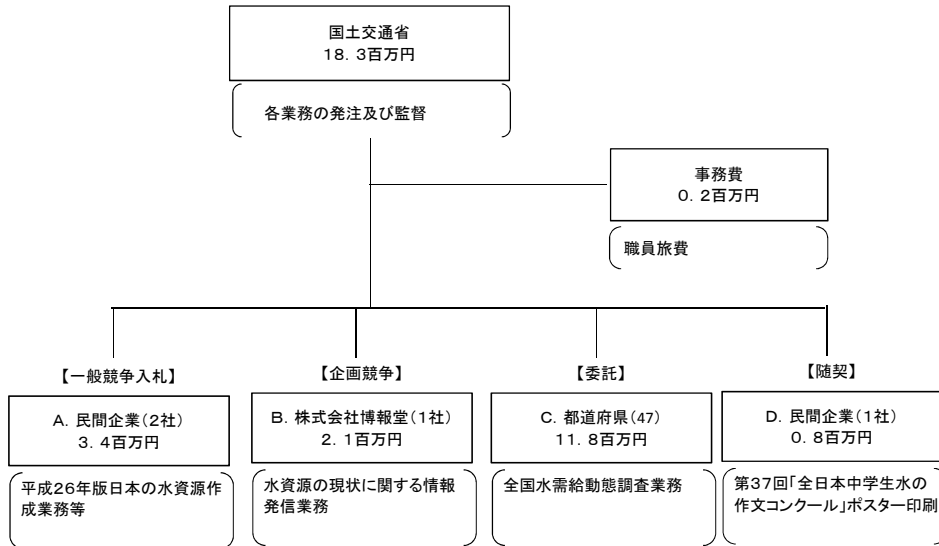 国土交通省
18．3百万円
各業務の発注及び監督
事務費
0．2百万円
職員旅費
【一般競争入札】
A．民間企業（2社）
3．4百万円
平成26年版日本の水資源作
成業務等
【企画競争】
B．株式会社博報堂（1社）
2．1百万円
水資源の現状に関する情報
発信業務
【委託】
C．都道府県（47）
11．8百万円
全国水需給動態調査業務
【随契】
D．民間企業（1社）
0．8百万円
第37回「全日本中学生水の
作文コンクール」ポスター印刷